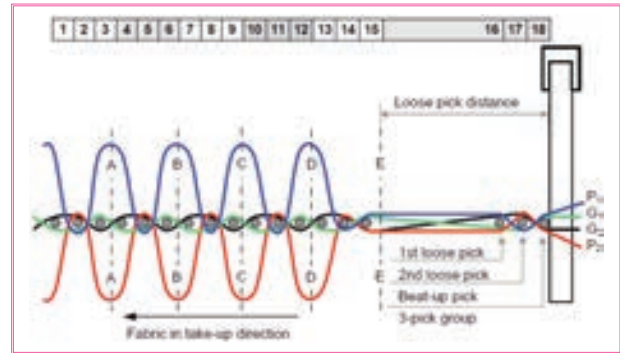 1 2 3 4 5 6 7 8 9 10 11 12 13 14 15 16 17 18
Loose pick distance
A B C D E
A B C D E
1st loose pick
2nd loose pick
Beat-up pick
3-pick group
Fabric in take-up direction